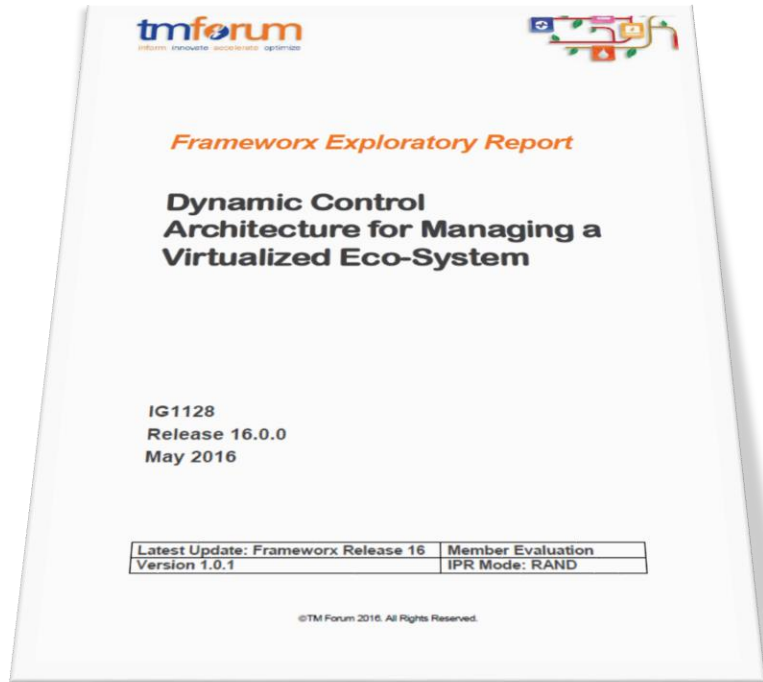 tmforum
inform innovate accelerate optimize
Frameworx Exploratory Report
Dynamic Control
Architecture for Managing a
Virtualized Eco-System
IG1128
Release 16.0.0
May 2016
Latest Update: Frameworx Release 16 Member Evaluation
Version 1.0.1 IPR Mode: RAND
©TM Forum 2016. All Rights Reserved.